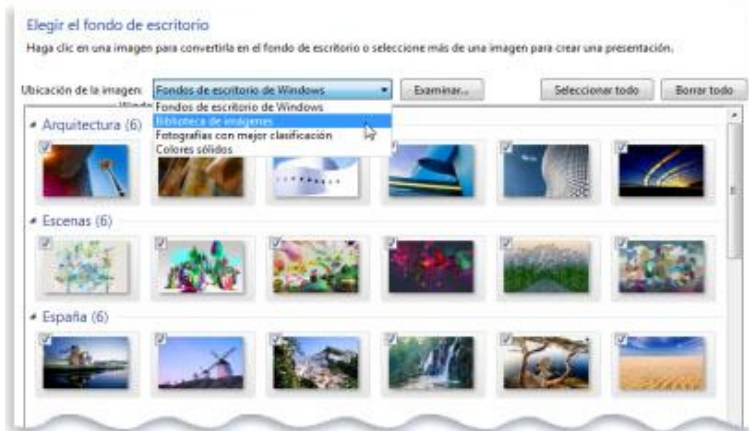 Elegir el fondo de escritorio
Haga clic en una imagen para convertirla en el fondo de escritorio o seleccione más de una imagen para crear una presentación.
Ubicación de la imagen: Fondos de escritorio de Windows Examinar... Seleccionar todo Borrar todo
Fondos de escritorio de Windows
Biblioteca de imágenes
Fotografías con mejor clasificación
Colores sólidos
Arquitectura (6)
Escenas (6)
España (6)